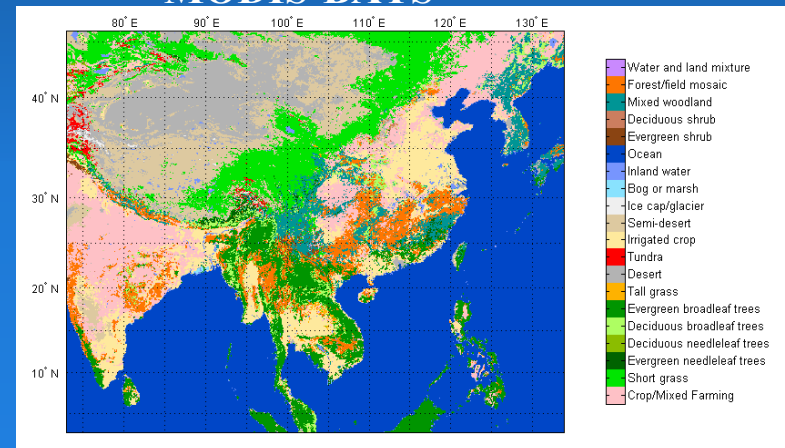 MODIS BATS
80° E 90° E 100° E 110° E 120° E 130° E
40° N
30° N
20° N
10° N
Water and land mixture
Forest/field mosaic
Mixed woodland
Deciduous shrub
Evergreen shrub
Ocean
Inland water
Bog or marsh
Ice cap/glacier
Semi-desert
Irrigated crop
Tundra
Desert
Tall grass
Evergreen broadleaf trees
Deciduous broadleaf trees
Deciduous needleleaf trees
Evergreen needleleaf trees
Short grass
Crop/Mixed Farming